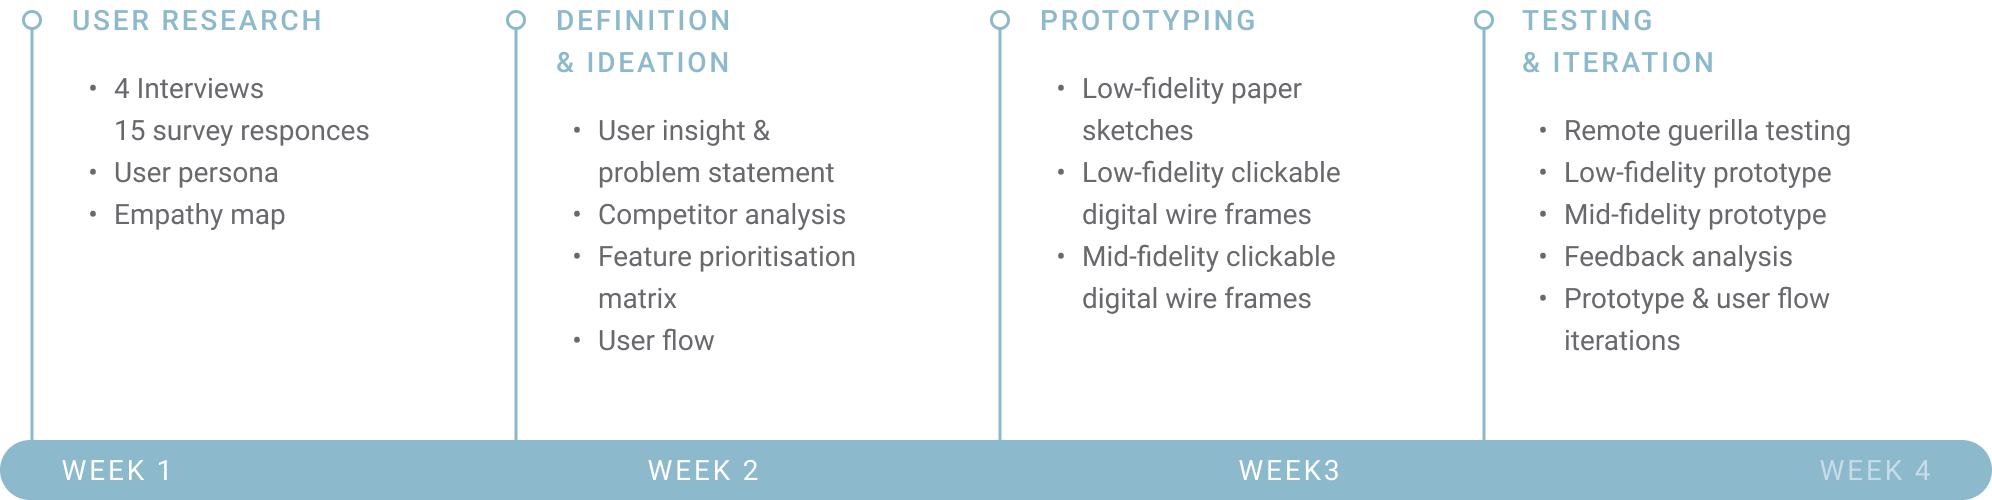 USER RESEARCH
• 4 Interviews
15 survey responces
• User persona
• Empathy map
DEFINITION
& IDEATION
• User insight &
problem statement
• Competitor analysis
• Feature prioritisation
matrix
• User flow
PROTOTYPING
• Low-fidelity paper
sketches
• Low-fidelity clickable
digital wire frames
• Mid-fidelity clickable
digital wire frames
TESTING
& ITERATION
• Remote guerilla testing
• Low-fidelity prototype
• Mid-fidelity prototype
• Feedback analysis
• Prototype & user flow
iterations
WEEK 1
WEEK 2
WEEK3
WEEK 4